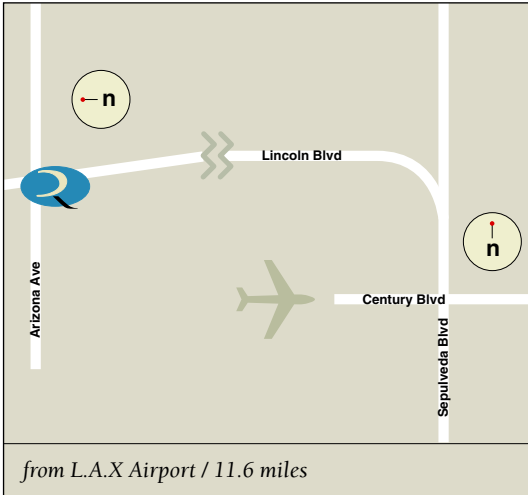 n
Lincoln Blvd
n
Arizona Ave
Century Blvd
Sepulveda Blvd
from L.A.X Airport / 11.6 miles